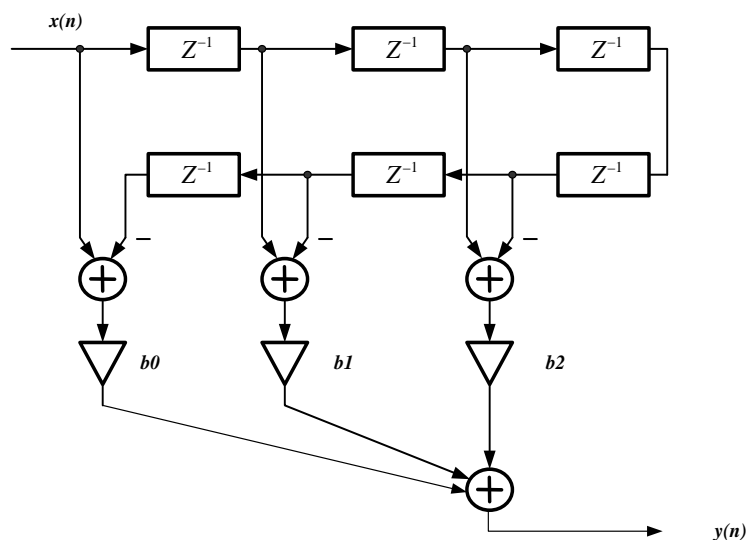 x(n)
Z⁻¹ Z⁻¹ Z⁻¹
Z⁻¹ Z⁻¹ Z⁻¹
− − −
+ + +
b0 b1 b2
+
y(n)